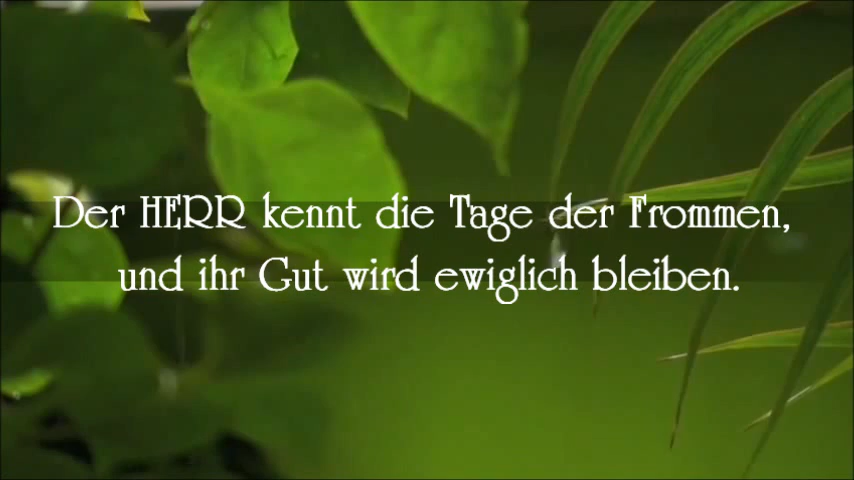 Der HERR kennt die Tage der Frommen,
und ihr Gut wird ewiglich bleiben.